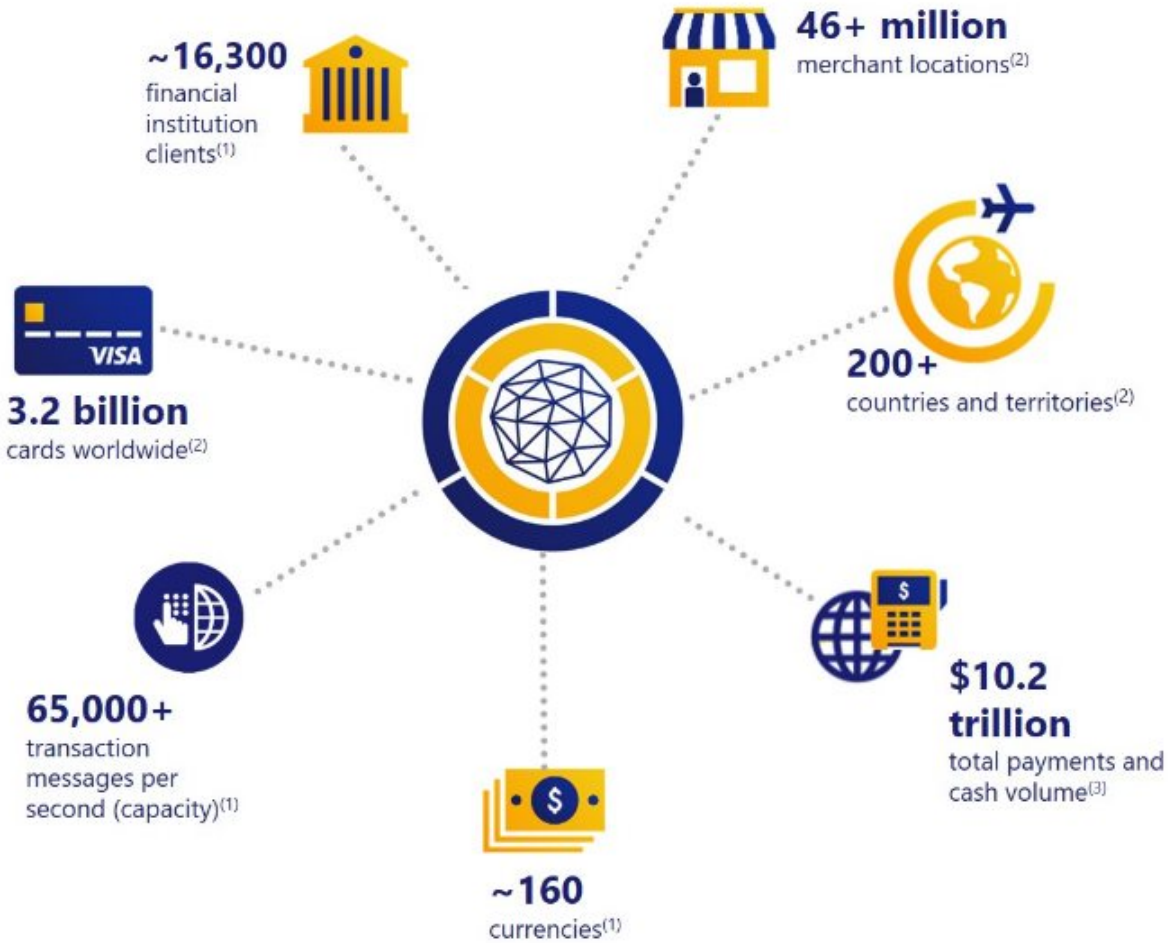 ~16,300
financial
institution
clients(1)
46+ million
merchant locations(2)
VISA
3.2 billion
cards worldwide(2)
200+
countries and territories(2)
65,000+
transaction
messages per
second (capacity)(1)
$
$10.2
trillion
total payments and
cash volume(3)
$
~160
currencies(1)